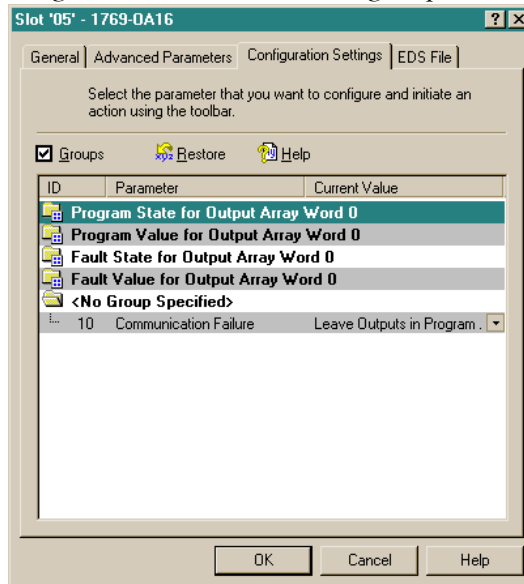 Slot '05' - 1769-OA16
General Advanced Parameters Configuration Settings EDS File
Select the parameter that you want to configure and initiate an
action using the toolbar.
Groups Restore Help
ID Parameter Current Value
Program State for Output Array Word 0
Program Value for Output Array Word 0
Fault State for Output Array Word 0
Fault Value for Output Array Word 0
<No Group Specified>
10 Communication Failure Leave Outputs in Program .
OK Cancel Help